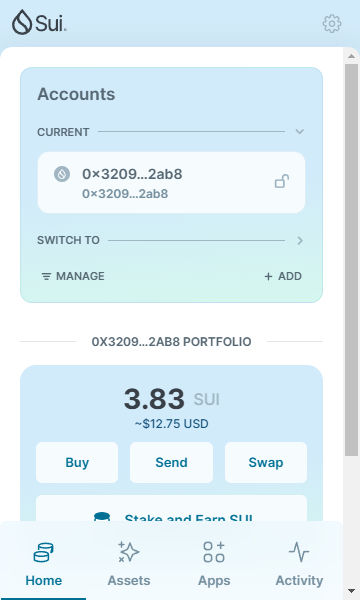 Sui.
Accounts
CURRENT
0x3209...2ab8
0x3209...2ab8
SWITCH TO
MANAGE
ADD
0X3209...2AB8 PORTFOLIO
3.83 SUI
~$12.75 USD
Buy
Send
Swap
Stake and Earn SUI
Home
Assets
Apps
Activity